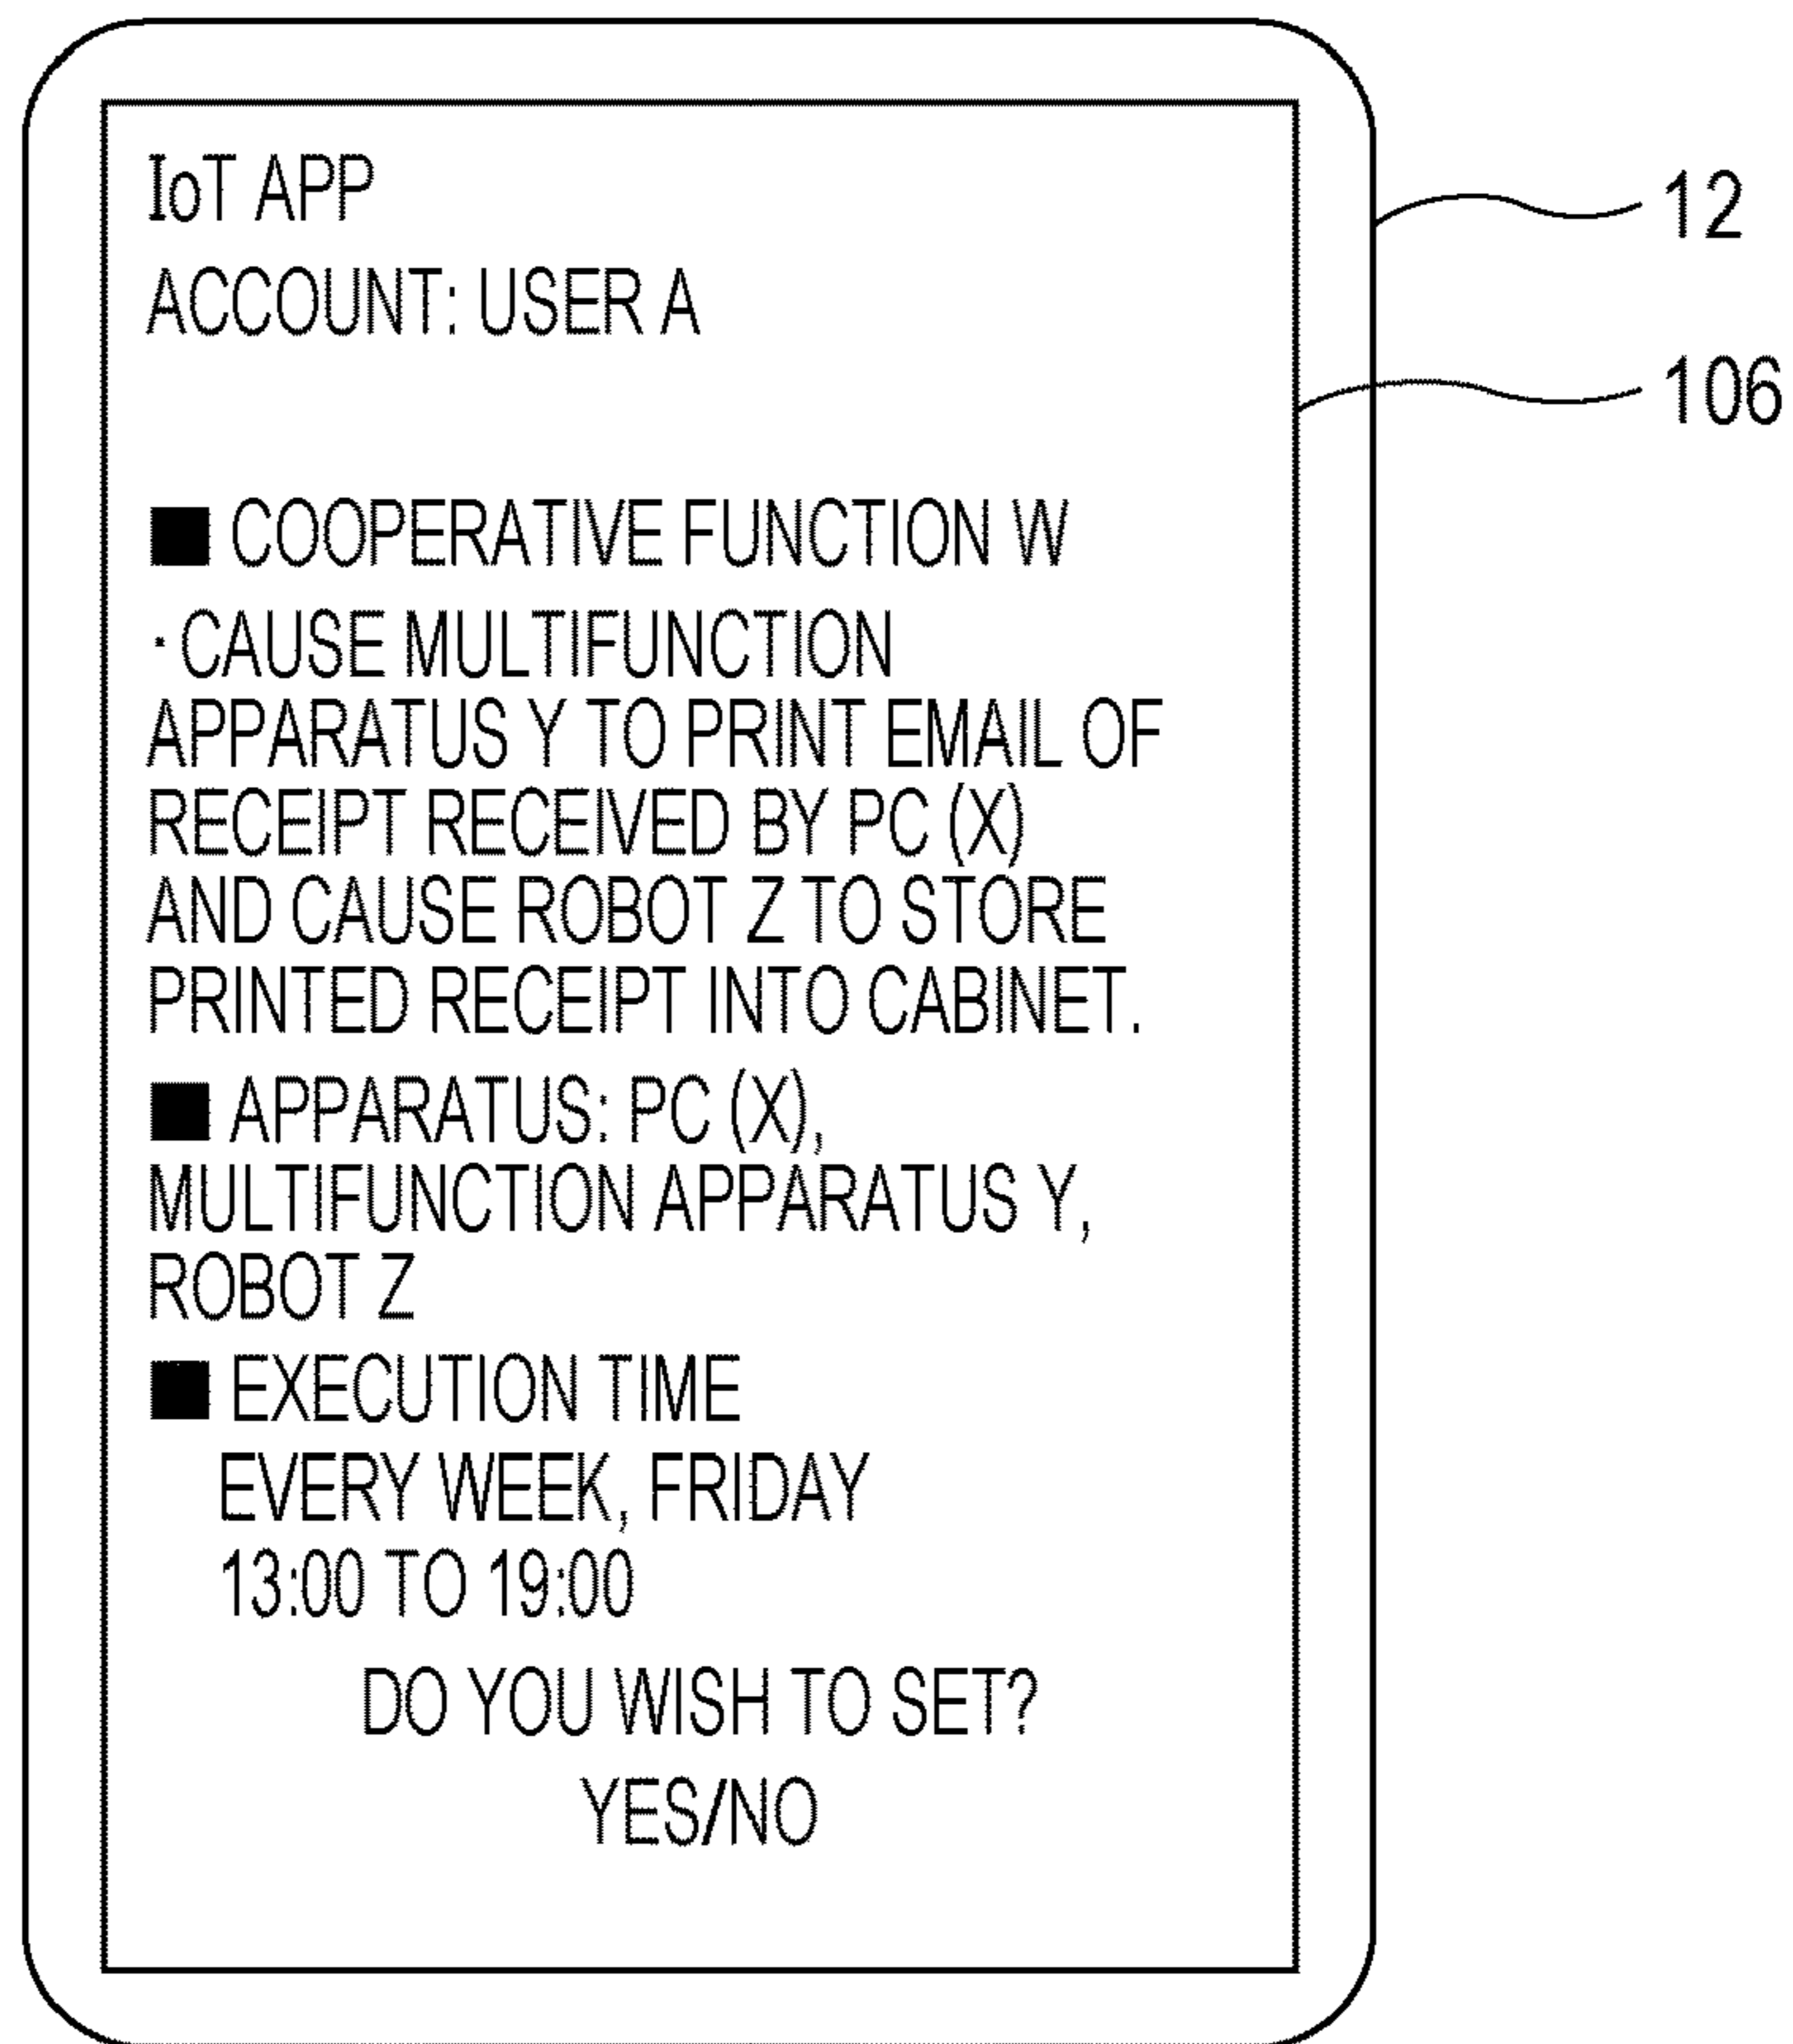 IoT APP
ACCOUNT: USER A
12
106
■ COOPERATIVE FUNCTION W
· CAUSE MULTIFUNCTION
APPARATUS Y TO PRINT EMAIL OF
RECEIPT RECEIVED BY PC (X)
AND CAUSE ROBOT Z TO STORE
PRINTED RECEIPT INTO CABINET.
■ APPARATUS: PC (X),
MULTIFUNCTION APPARATUS Y,
ROBOT Z
■ EXECUTION TIME
EVERY WEEK, FRIDAY
13:00 TO 19:00
DO YOU WISH TO SET?
YES/NO